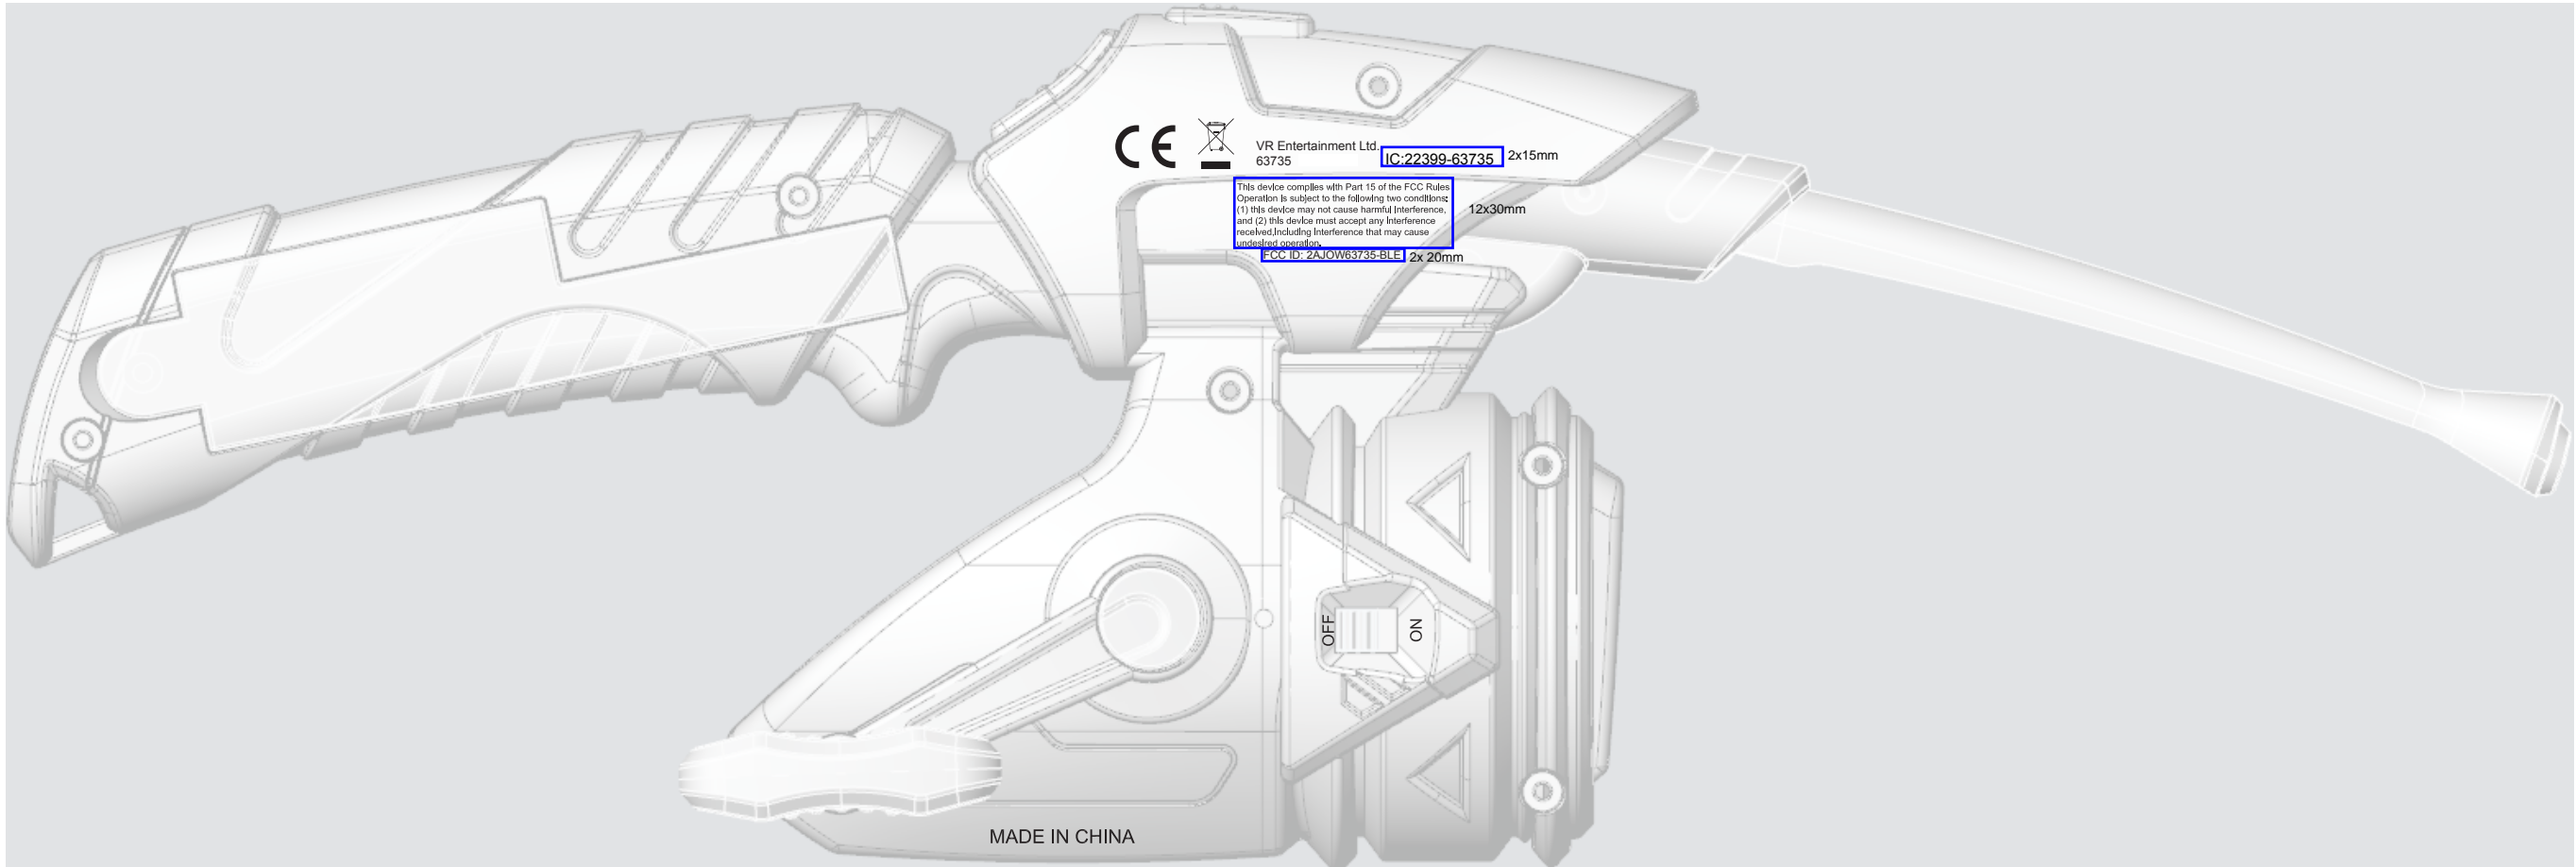 CE
VR Entertainment Ltd.
63735
IC:22399-63735 2x15mm
This device complies with Part 15 of the FCC Rules
Operation is subject to the following two conditions:
(1) this device may not cause harmful interference,
and (2) this device must accept any interference
received,including interference that may cause
undesired operation.
12x30mm
FCC ID: 2AJOW63735-BLE 2x 20mm
OFF
ON
MADE IN CHINA